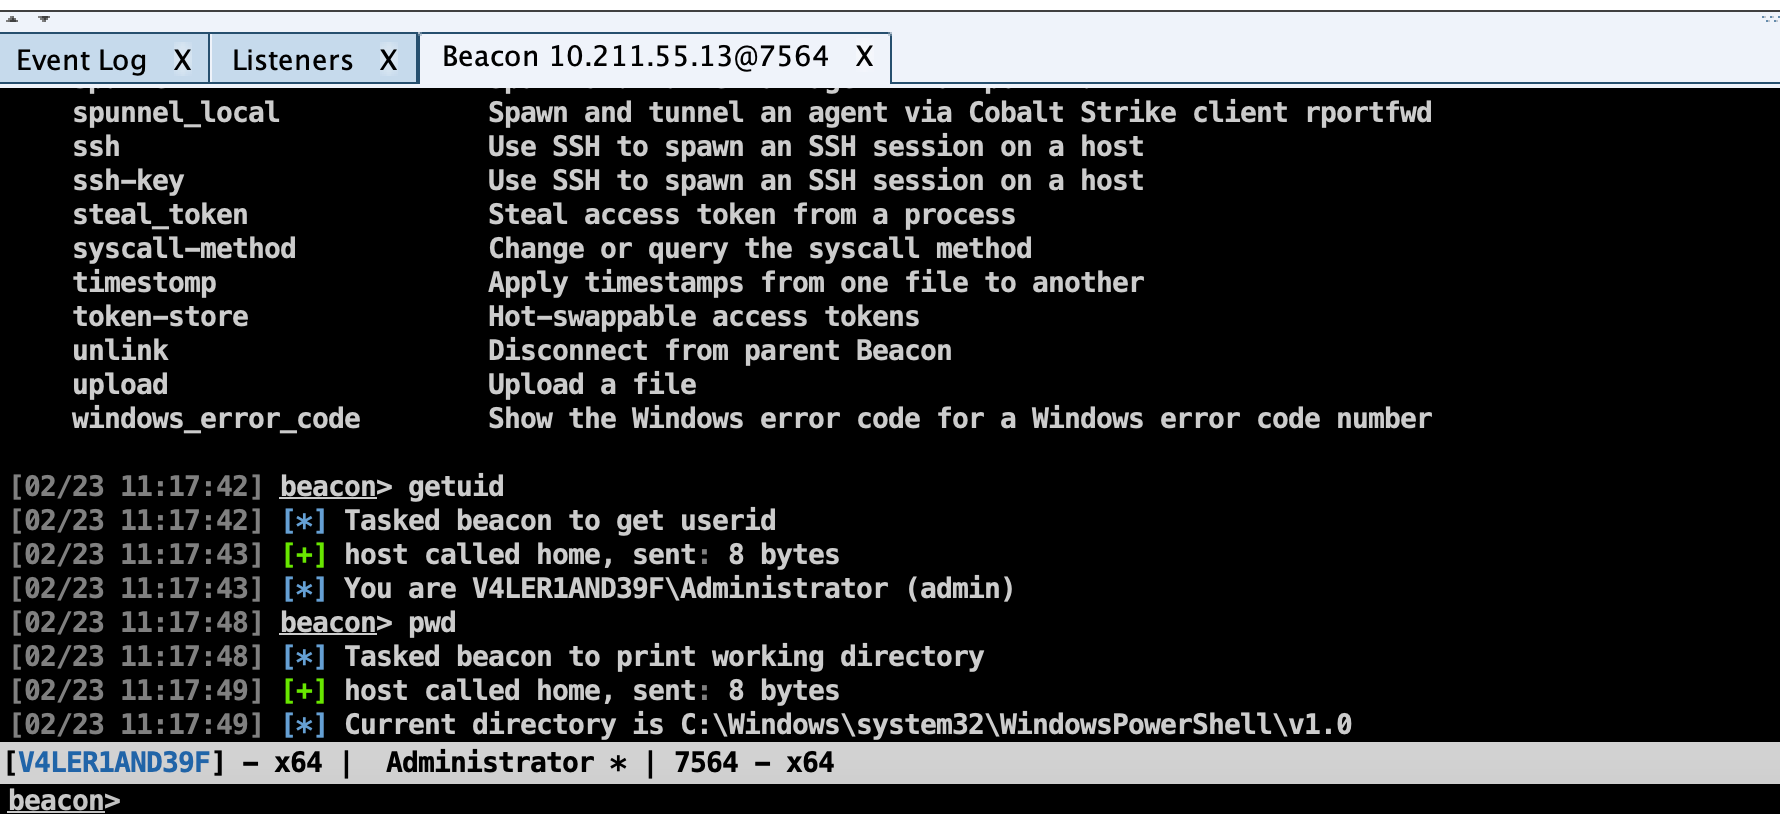 Event Log X Listeners X Beacon 10.211.55.13@7564 X
spunnel_local Spawn and tunnel an agent via Cobalt Strike client rportfwd
ssh Use SSH to spawn an SSH session on a host
ssh-key Use SSH to spawn an SSH session on a host
steal_token Steal access token from a process
syscall-method Change or query the syscall method
timestomp Apply timestamps from one file to another
token-store Hot-swappable access tokens
unlink Disconnect from parent Beacon
upload Upload a file
windows_error_code Show the Windows error code for a Windows error code number
[02/23 11:17:42] beacon> getuid
[02/23 11:17:42] [*] Tasked beacon to get userid
[02/23 11:17:43] [+] host called home, sent: 8 bytes
[02/23 11:17:43] [*] You are V4LER1AND39F\Administrator (admin)
[02/23 11:17:48] beacon> pwd
[02/23 11:17:48] [*] Tasked beacon to print working directory
[02/23 11:17:49] [+] host called home, sent: 8 bytes
[02/23 11:17:49] [*] Current directory is C:\Windows\system32\WindowsPowerShell\v1.0
[V4LER1AND39F] - x64 | Administrator * | 7564 - x64
beacon>